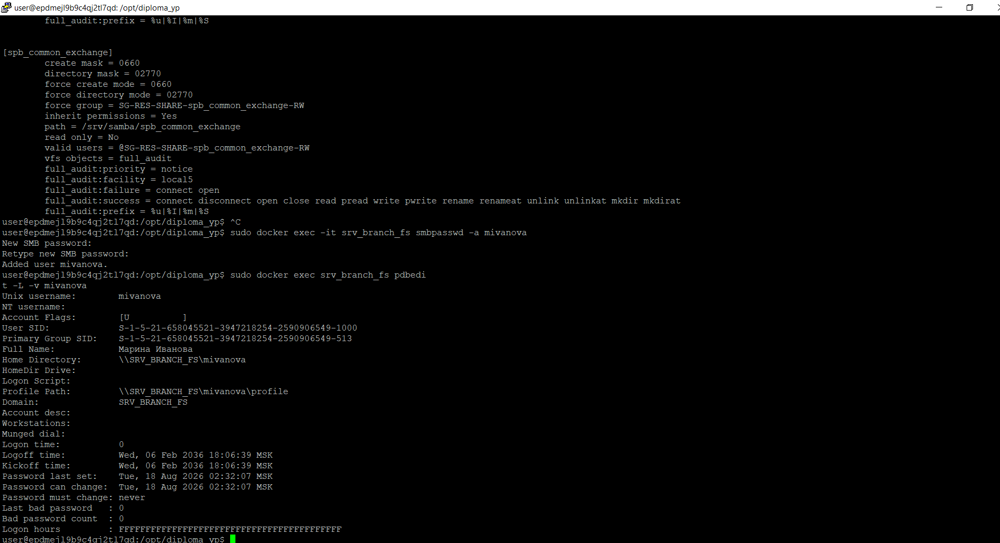 user@epdmejl9b9c4qj2tl7qd: /opt/diploma_yp
        full_audit:prefix = %u|%I|%m|%S
[spb_common_exchange]
        create mask = 0660
        directory mask = 02770
        force create mode = 0660
        force directory mode = 02770
        force group = SG-RES-SHARE-spb_common_exchange-RW
        inherit permissions = Yes
        path = /srv/samba/spb_common_exchange
        read only = No
        valid users = @SG-RES-SHARE-spb_common_exchange-RW
        vfs objects = full_audit
        full_audit:priority = notice
        full_audit:facility = local5
        full_audit:failure = connect open
        full_audit:success = connect disconnect open close read pread write pwrite rename renameat unlink unlinkat mkdir mkdirat
        full_audit:prefix = %u|%I|%m|%S
user@epdmejl9b9c4qj2tl7qd:/opt/diploma_yp$ ^C
user@epdmejl9b9c4qj2tl7qd:/opt/diploma_yp$ sudo docker exec -it srv_branch_fs smbpasswd -a mivanova
New SMB password:
Retype new SMB password:
Added user mivanova.
user@epdmejl9b9c4qj2tl7qd:/opt/diploma_yp$ sudo docker exec srv_branch_fs pdbedi
t -L -v mivanova
Unix username:        mivanova
NT username:
Account Flags:        [U          ]
User SID:             S-1-5-21-658045521-3947218254-2590906549-1000
Primary Group SID:    S-1-5-21-658045521-3947218254-2590906549-513
Full Name:            Марина Иванова
Home Directory:       \\SRV_BRANCH_FS\mivanova
HomeDir Drive:
Logon Script:
Profile Path:         \\SRV_BRANCH_FS\mivanova\profile
Domain:               SRV_BRANCH_FS
Account desc:
Workstations:
Munged dial:
Logon time:           0
Logoff time:          Wed, 06 Feb 2036 18:06:39 MSK
Kickoff time:         Wed, 06 Feb 2036 18:06:39 MSK
Password last set:    Tue, 18 Aug 2026 02:32:07 MSK
Password can change:  Tue, 18 Aug 2026 02:32:07 MSK
Password must change: never
Last bad password   : 0
Bad password count  : 0
Logon hours         : FFFFFFFFFFFFFFFFFFFFFFFFFFFFFFFFFFFFFFFFFF
user@epdmejl9b9c4qj2tl7qd:/opt/diploma_yp$